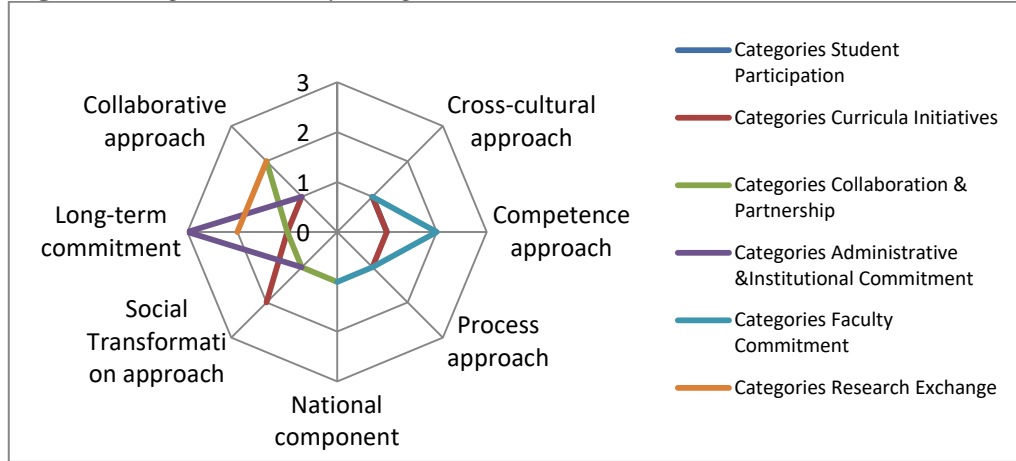 3
2
1
0
Cross-cultural
approach
Competence
approach
Process
approach
National
component
Social
Transformati
on approach
Long-term
commitment
Collaborative
approach
Categories Student
Participation
Categories Curricula Initiatives
Categories Collaboration &
Partnership
Categories Administrative
&Institutional Commitment
Categories Faculty
Commitment
Categories Research Exchange